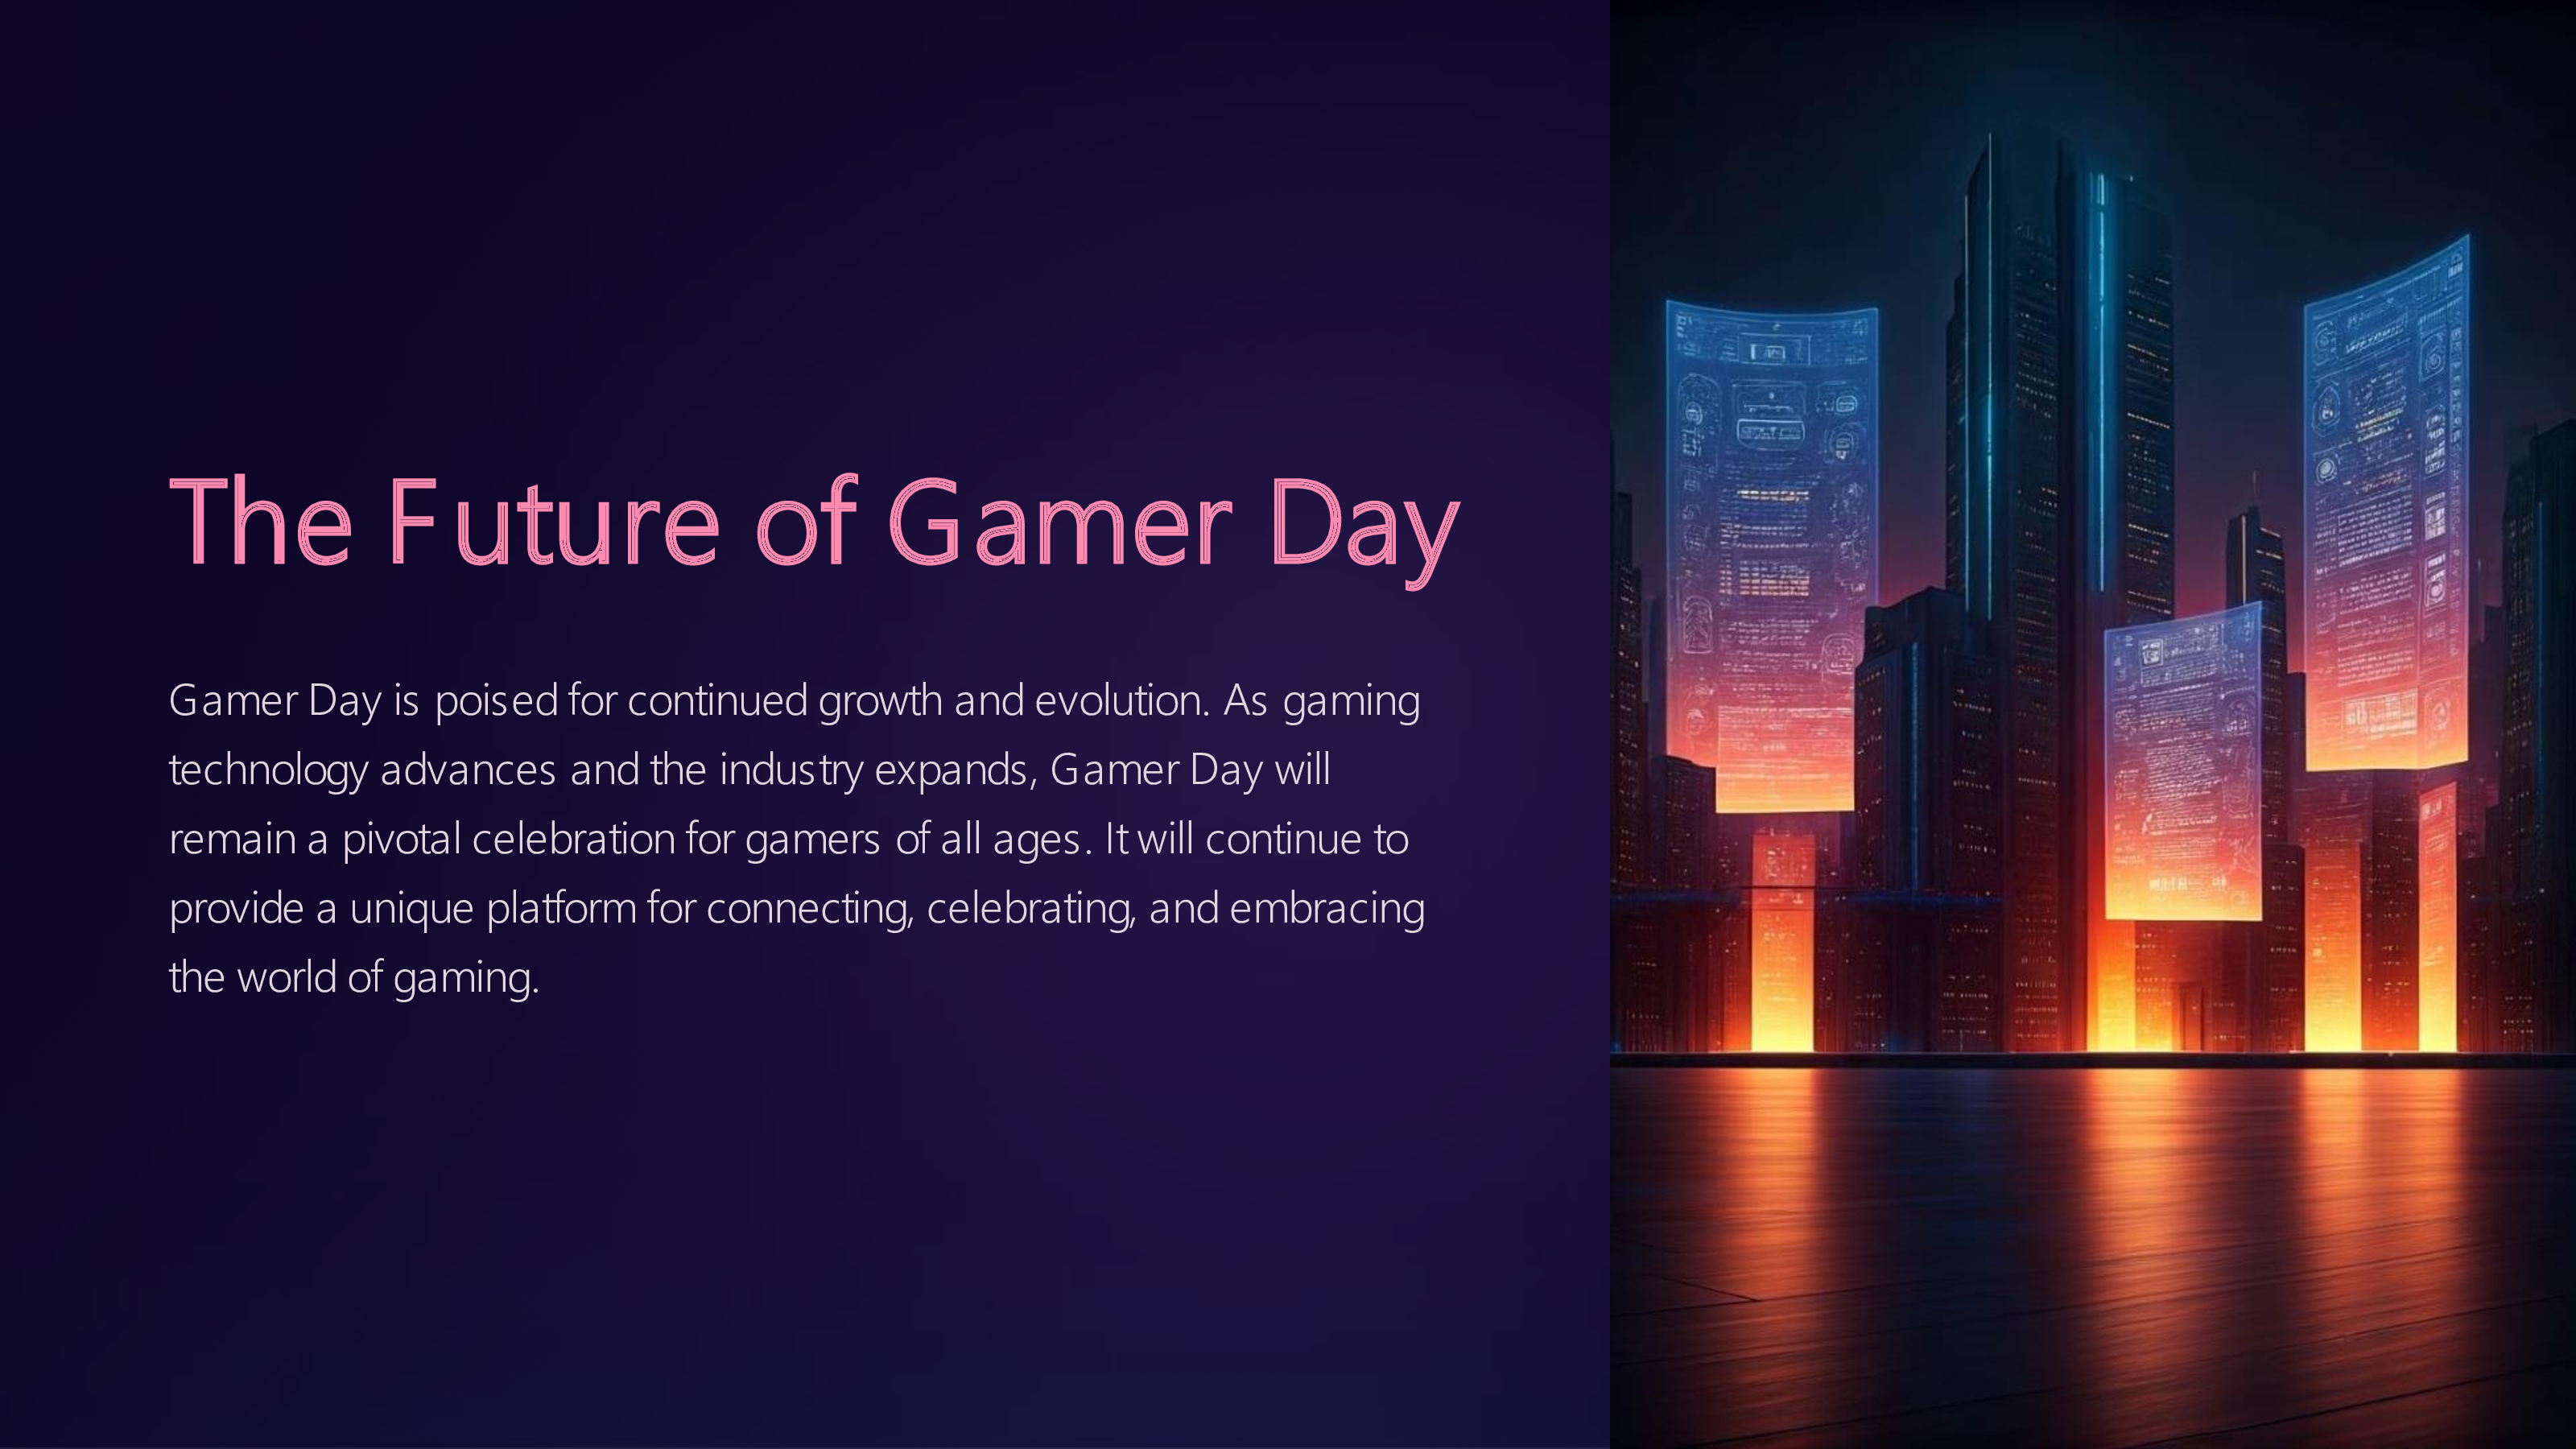 The Future of Gamer Day
Gamer Day is poised for continued growth and evolution. As gaming
technology advances and the industry expands, Gamer Day will
remain a pivotal celebration for gamers of all ages. It will continue to
provide a unique platform for connecting, celebrating, and embracing
the world of gaming.